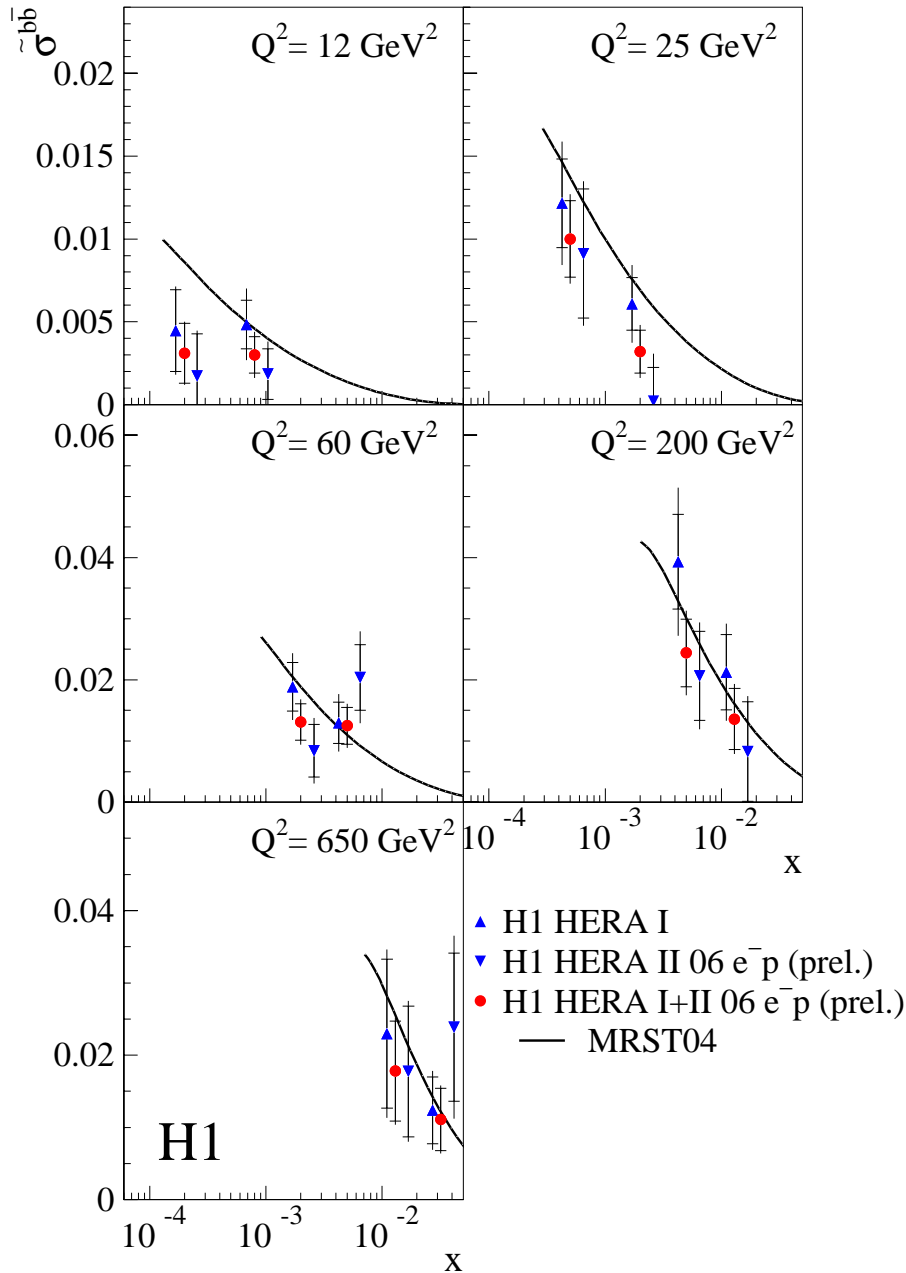 σ̃^bb̄
Q²= 12 GeV²
Q²= 25 GeV²
0.02
0.015
0.01
0.005
0
Q²= 60 GeV²
Q²= 200 GeV²
0.06
0.04
0.02
0
10⁻⁴ 10⁻³ 10⁻²
x
Q²= 650 GeV²
0.04
0.02
0
H1
10⁻⁴ 10⁻³ 10⁻²
x
H1 HERA I
H1 HERA II 06 e⁻p (prel.)
H1 HERA I+II 06 e⁻p (prel.)
MRST04